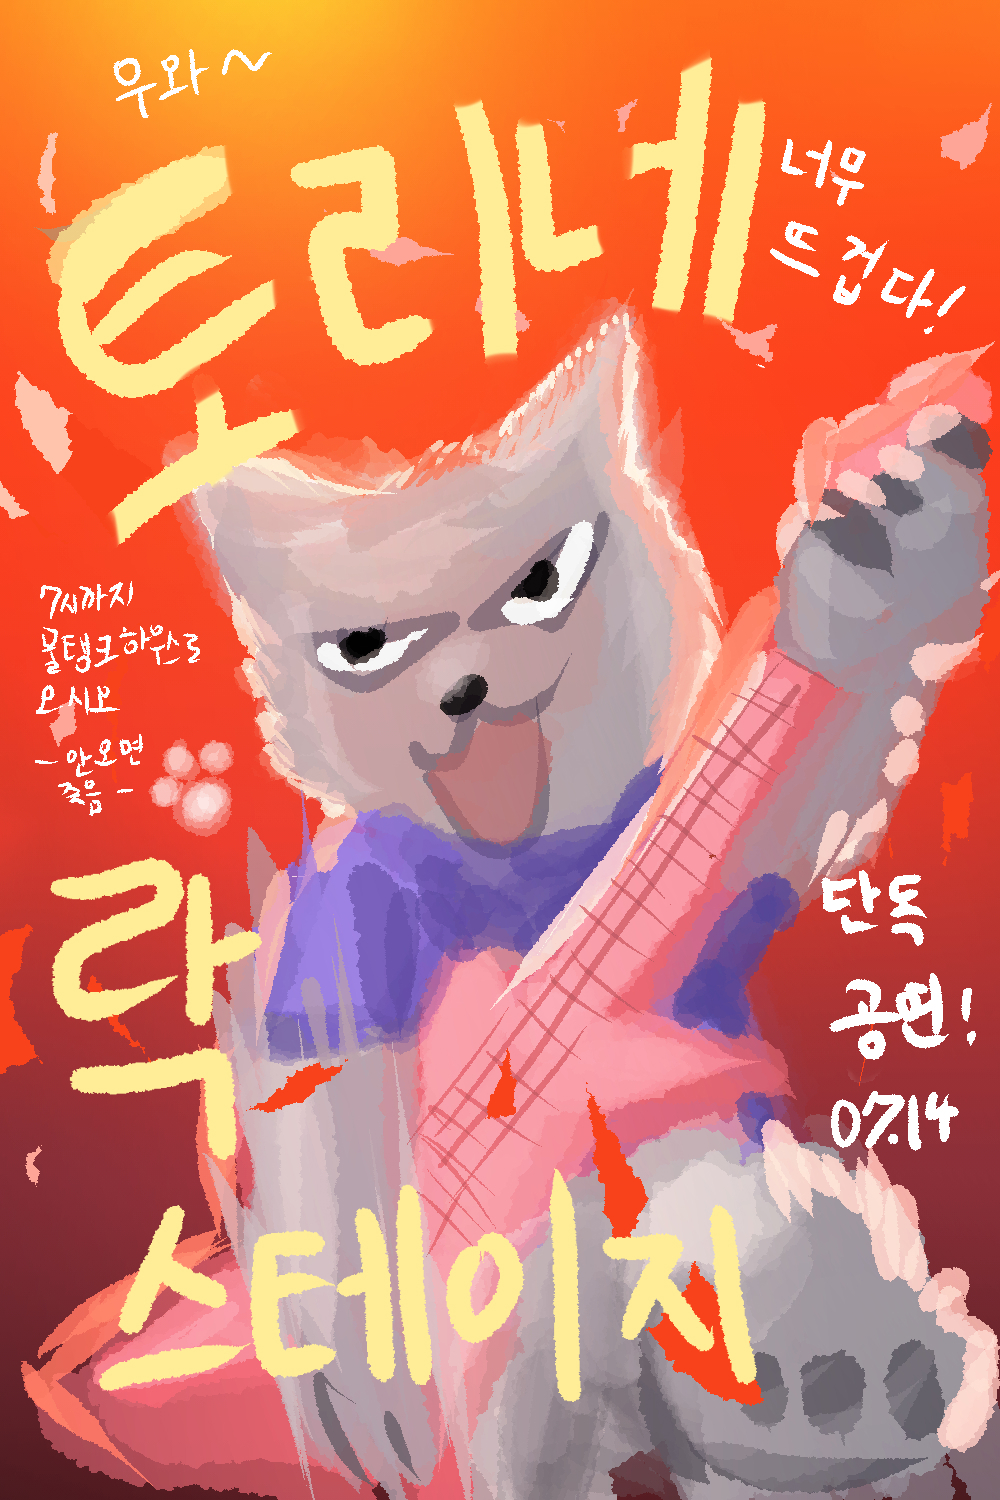 우와~
토리네
너무
뜨겁다!
7시까지
물탱크하우스로
오시오
- 안오면
죽음 -
락
스테이지
단독
공연!
07.14